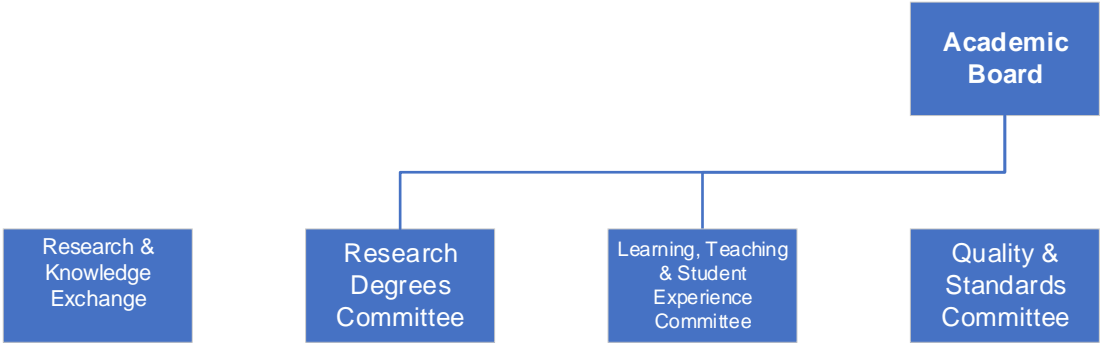 Academic
Board
Research &
Knowledge
Exchange
Research
Degrees
Committee
Learning, Teaching
& Student
Experience
Committee
Quality &
Standards
Committee